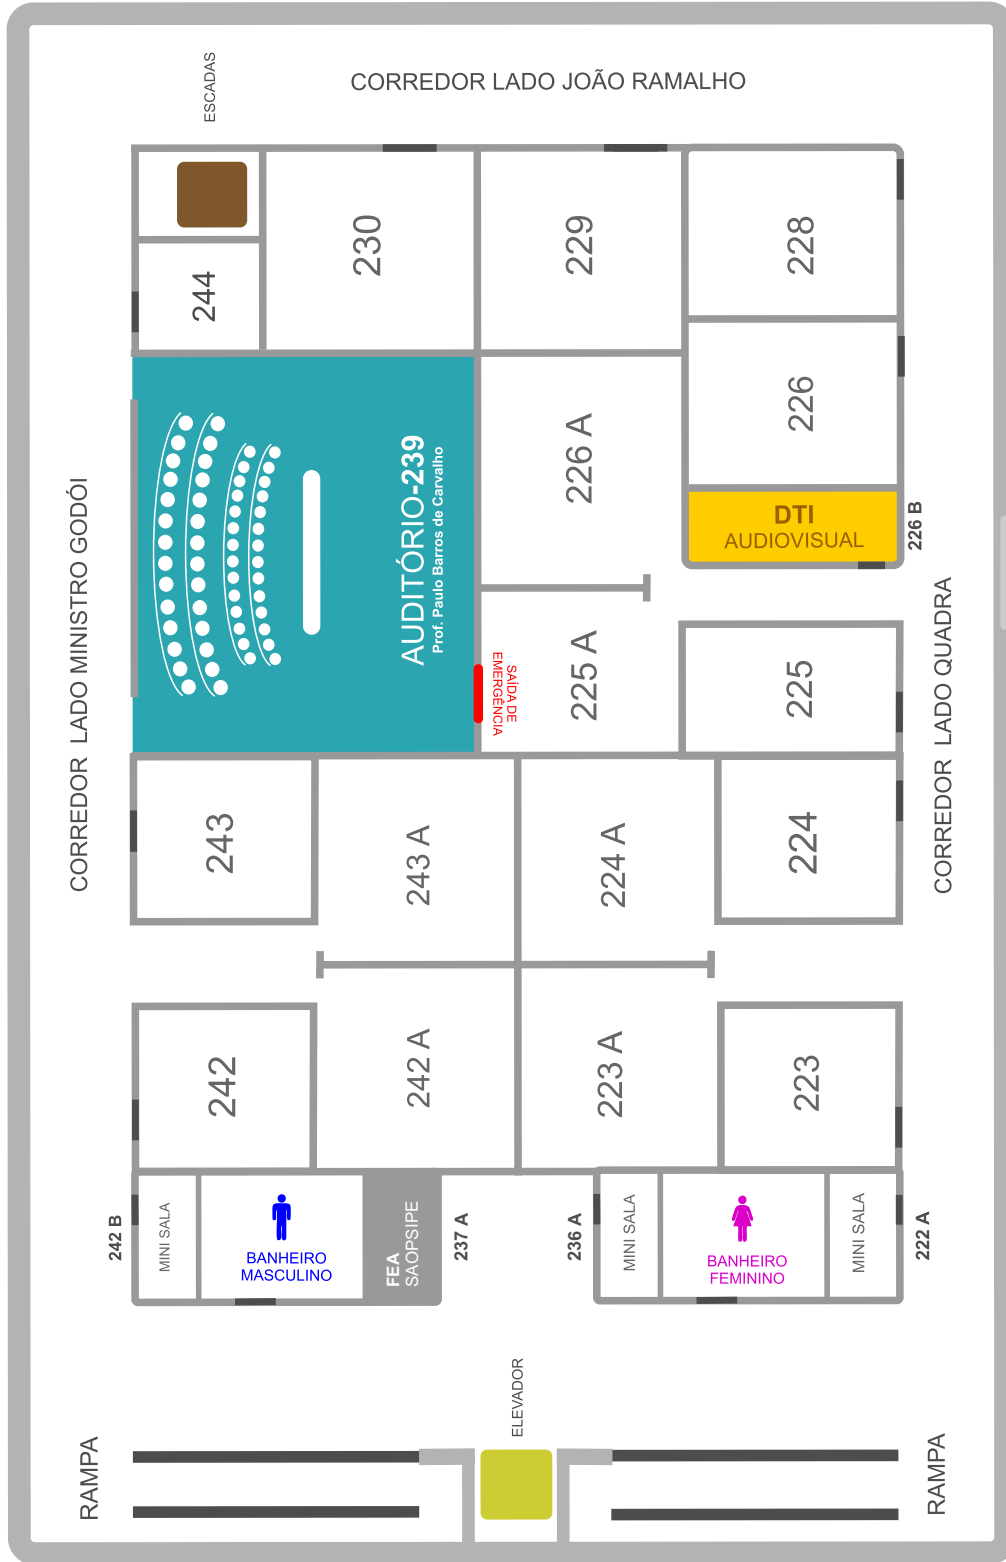 CORREDOR LADO JOÃO RAMALHO
ESCADAS
230
229
228
244
226
226 A
AUDITÓRIO-239
Prof. Paulo Barros de Carvalho
DTI
AUDIOVISUAL
226 B
CORREDOR LADO MINISTRO GODÓI
CORREDOR LADO QUADRA
SAÍDA DE
EMERGÊNCIA
225 A
225
243
243 A
224 A
224
242
242 A
223 A
223
242 B
MINI SALA
BANHEIRO
MASCULINO
FEA
SAOPSIPE
237 A
236 A
MINI SALA
BANHEIRO
FEMININO
MINI SALA
222 A
ELEVADOR
RAMPA
RAMPA